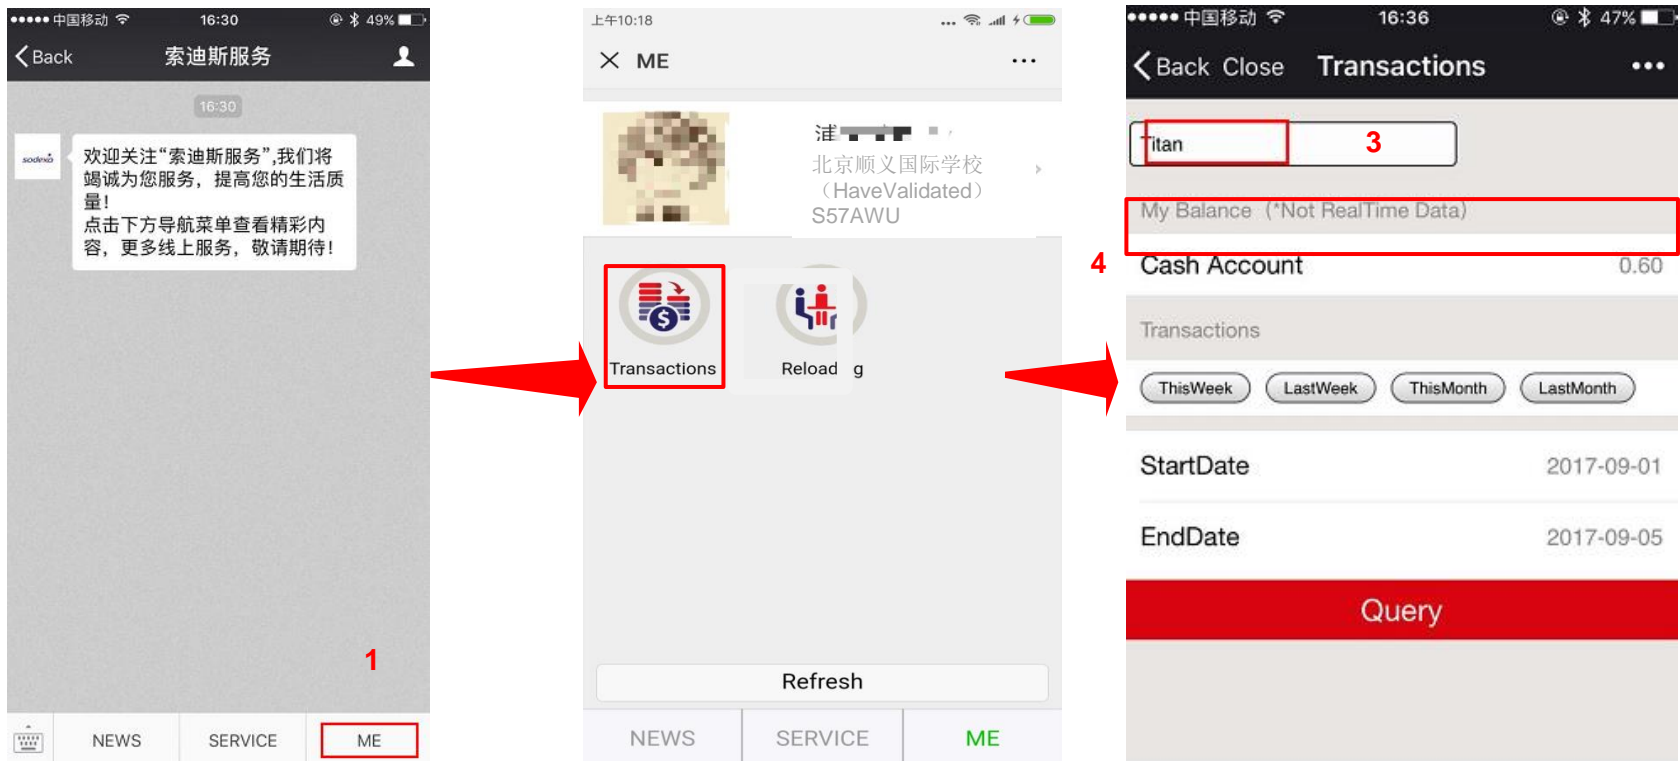 中国移动 16:30 49%
Back 索迪斯服务
16:30
sodexo
欢迎关注“索迪斯服务”,我们将
竭诚为您服务，提高您的生活质
量！
点击下方导航菜单查看精彩内
容，更多线上服务，敬请期待！
1
NEWS SERVICE ME
上午10:18
ME
浦
北京顺义国际学校
（HaveValidated）
S57AWU
Transactions
Reload g
Refresh
NEWS SERVICE ME
中国移动 16:36 47%
Back Close Transactions
Titan
3
My Balance (*Not RealTime Data)
4
Cash Account 0.60
Transactions
ThisWeek LastWeek ThisMonth LastMonth
StartDate 2017-09-01
EndDate 2017-09-05
Query